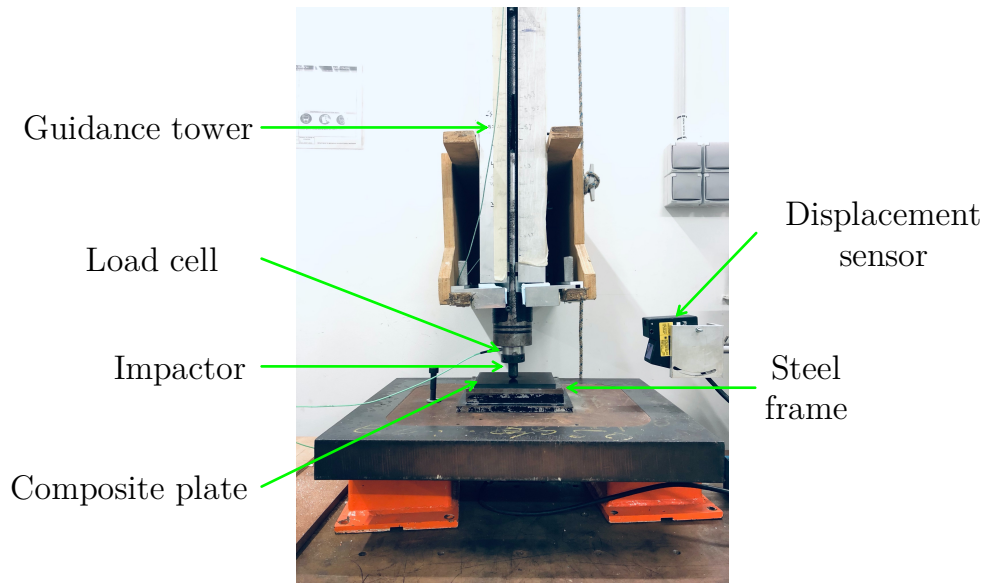 Guidance tower
Displacement
sensor
Load cell
Impactor
Steel
frame
Composite plate